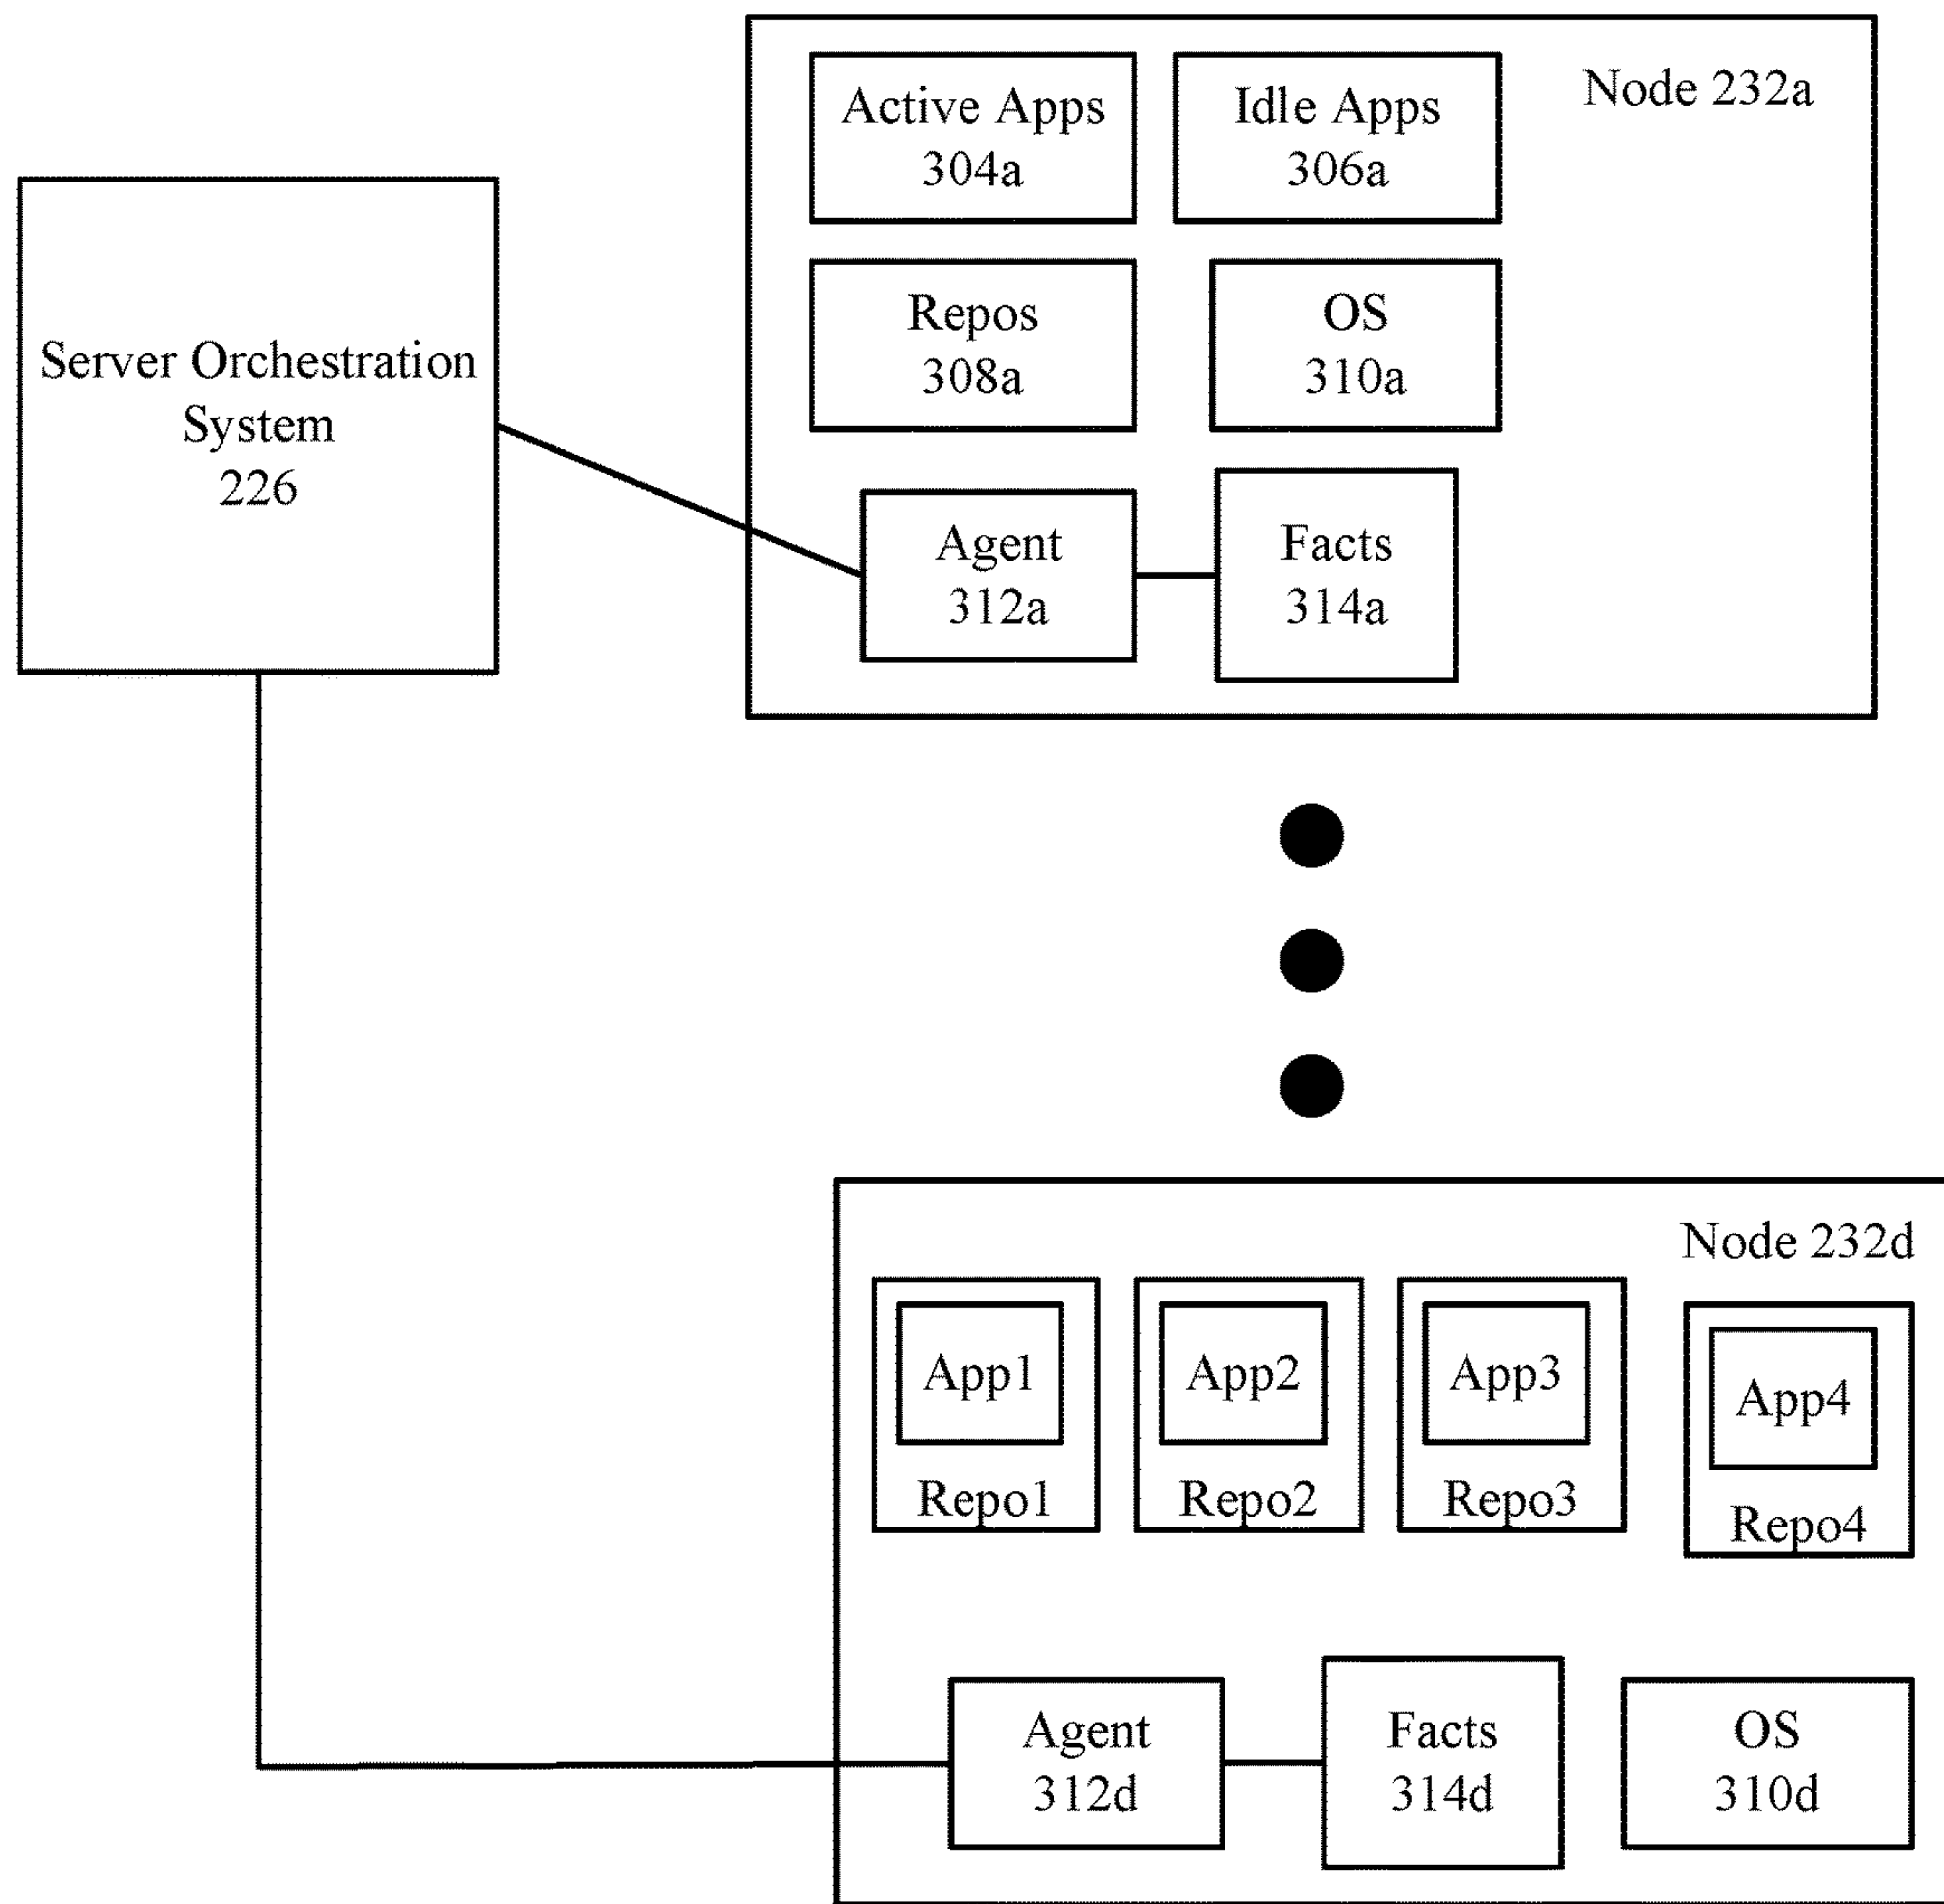 Server Orchestration
System
226
Node 232a
Active Apps
304a
Idle Apps
306a
Repos
308a
OS
310a
Agent
312a
Facts
314a
Node 232d
App1
Repo1
App2
Repo2
App3
Repo3
App4
Repo4
Agent
312d
Facts
314d
OS
310d